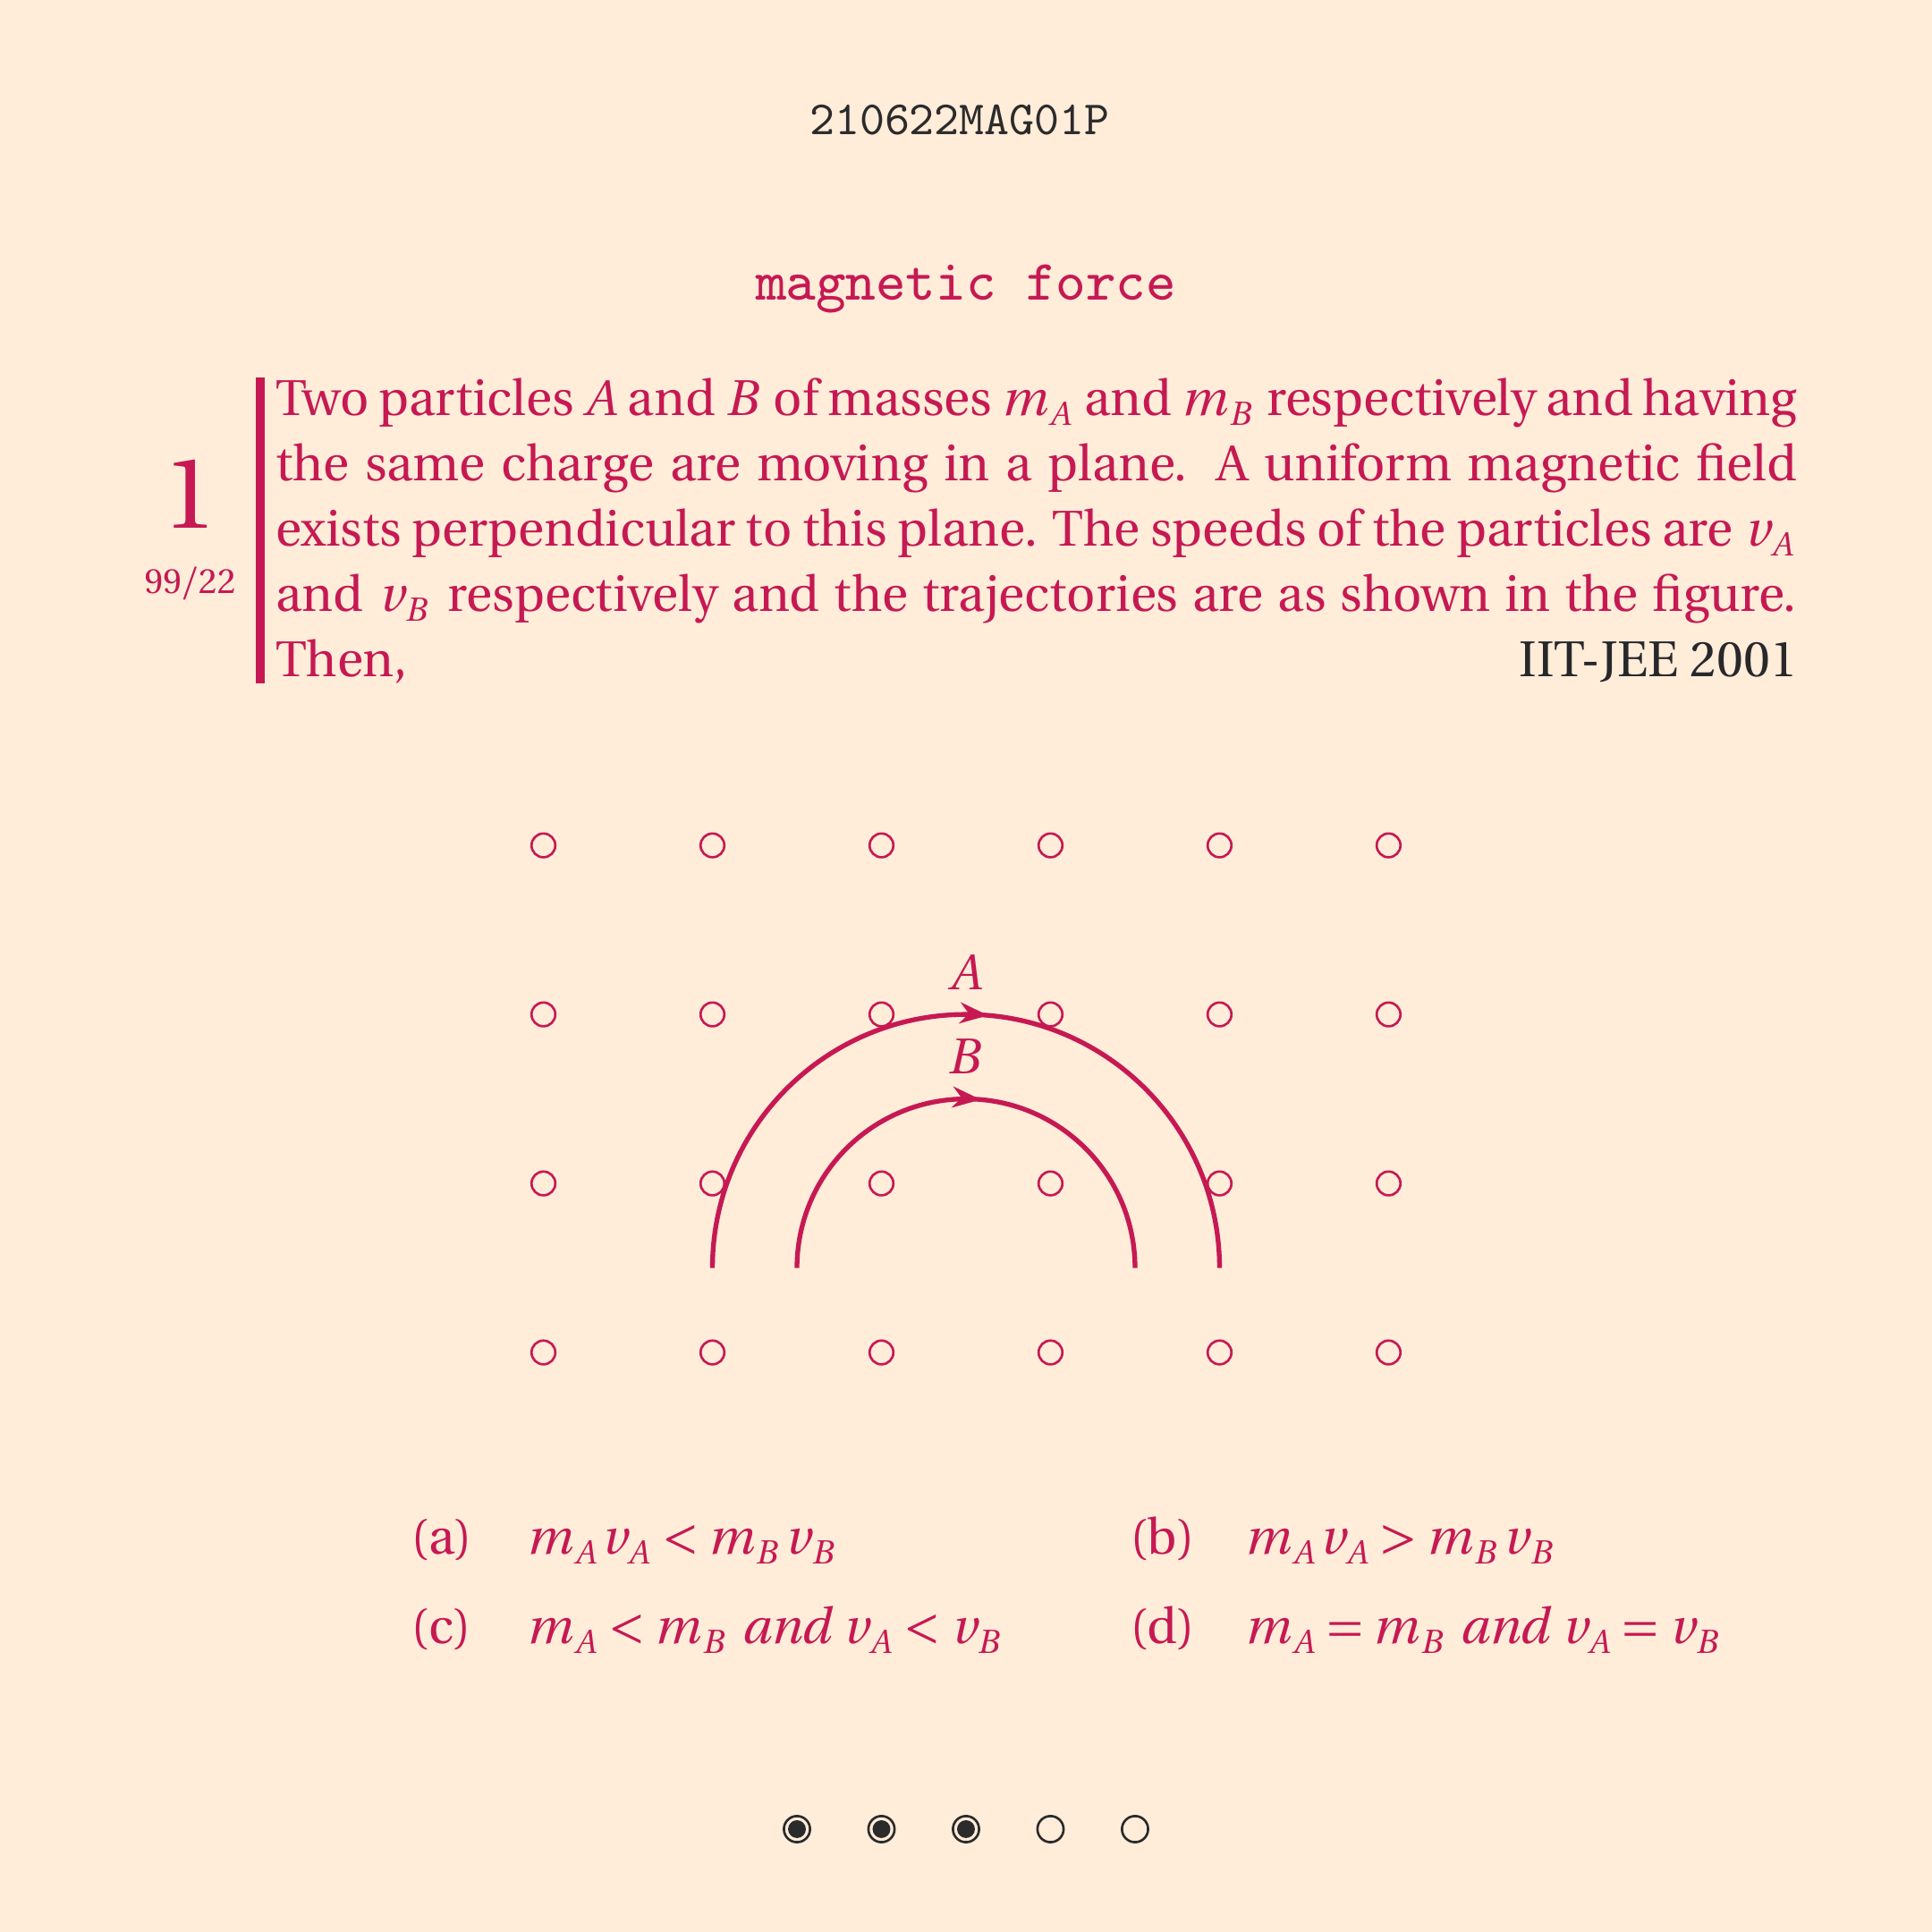 210622MAG01P
magnetic force
1
99/22
Two particles A and B of masses m_A and m_B respectively and having
the same charge are moving in a plane. A uniform magnetic field
exists perpendicular to this plane. The speeds of the particles are v_A
and v_B respectively and the trajectories are as shown in the figure.
Then, IIT-JEE 2001
A
B
(a) m_A v_A < m_B v_B (b) m_A v_A > m_B v_B
(c) m_A < m_B and v_A < v_B (d) m_A = m_B and v_A = v_B